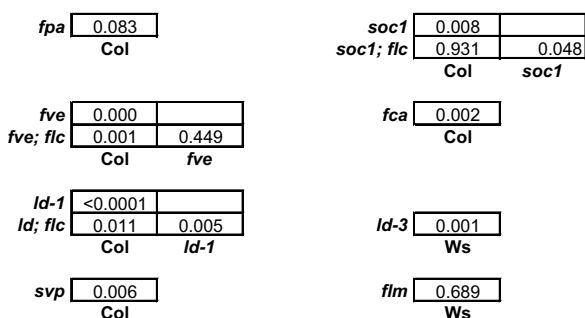 fpa 0.083
Col
soc1 0.008
soc1; flc 0.931 0.048
Col soc1
fve 0.000
fve; flc 0.001 0.449
Col fve
fca 0.002
Col
ld-1 <0.0001
ld; flc 0.011 0.005
Col ld-1
ld-3 0.001
Ws
svp 0.006
Col
flm 0.689
Ws